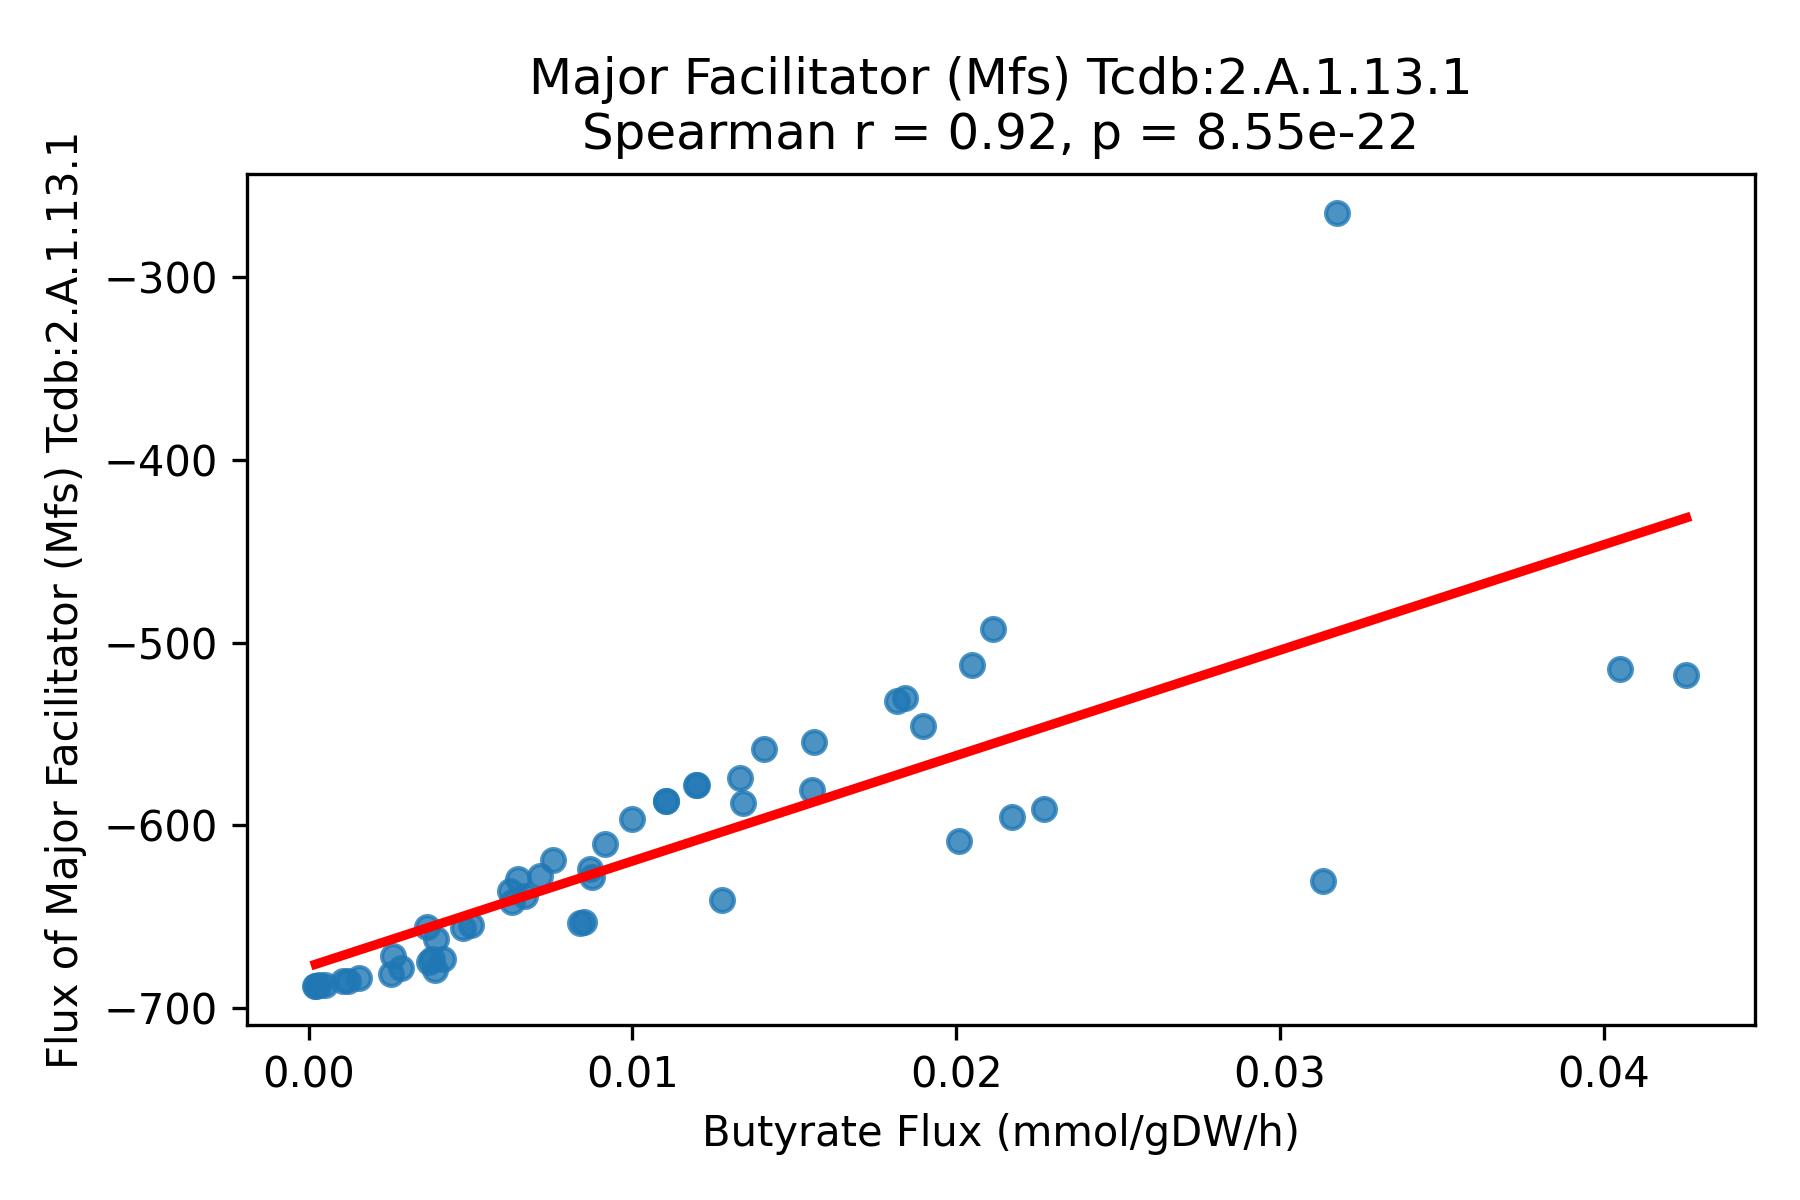 Major Facilitator (Mfs) Tcdb:2.A.1.13.1
Spearman r = 0.92, p = 8.55e-22
Flux of Major Facilitator (Mfs) Tcdb:2.A.1.13.1
−300
−400
−500
−600
−700
0.00 0.01 0.02 0.03 0.04
Butyrate Flux (mmol/gDW/h)